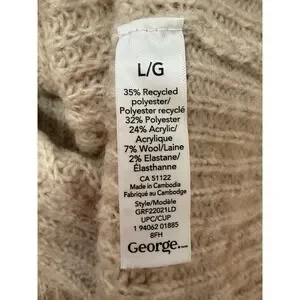 L/G
35% Recycled
polyester/
Polyester recyclé
32% Polyester
24% Acrylic/
Acrylique
7% Wool/Laine
2% Elastane/
Élasthanne
CA 51122
Made in Cambodia
Fabriqué au Cambodge
Style/Modèle
GRF22021LD
UPC/CUP
1 94062 01885
8FH
George